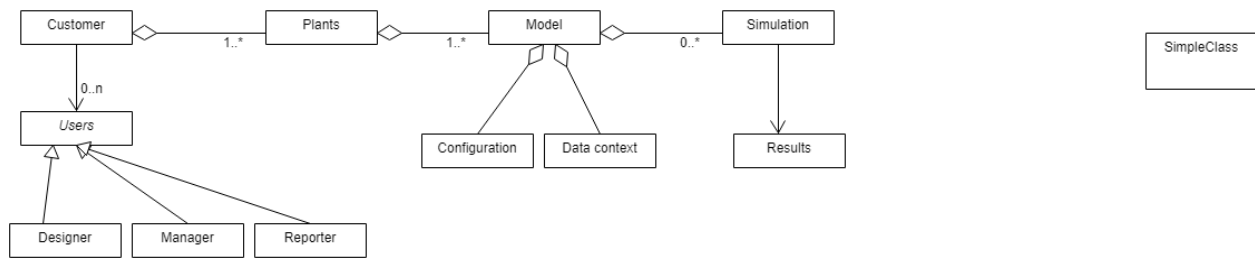 Customer
Plants
Model
Simulation
1..*
1..*
0..*
SimpleClass
0..n
Users
Configuration
Data context
Results
Designer
Manager
Reporter